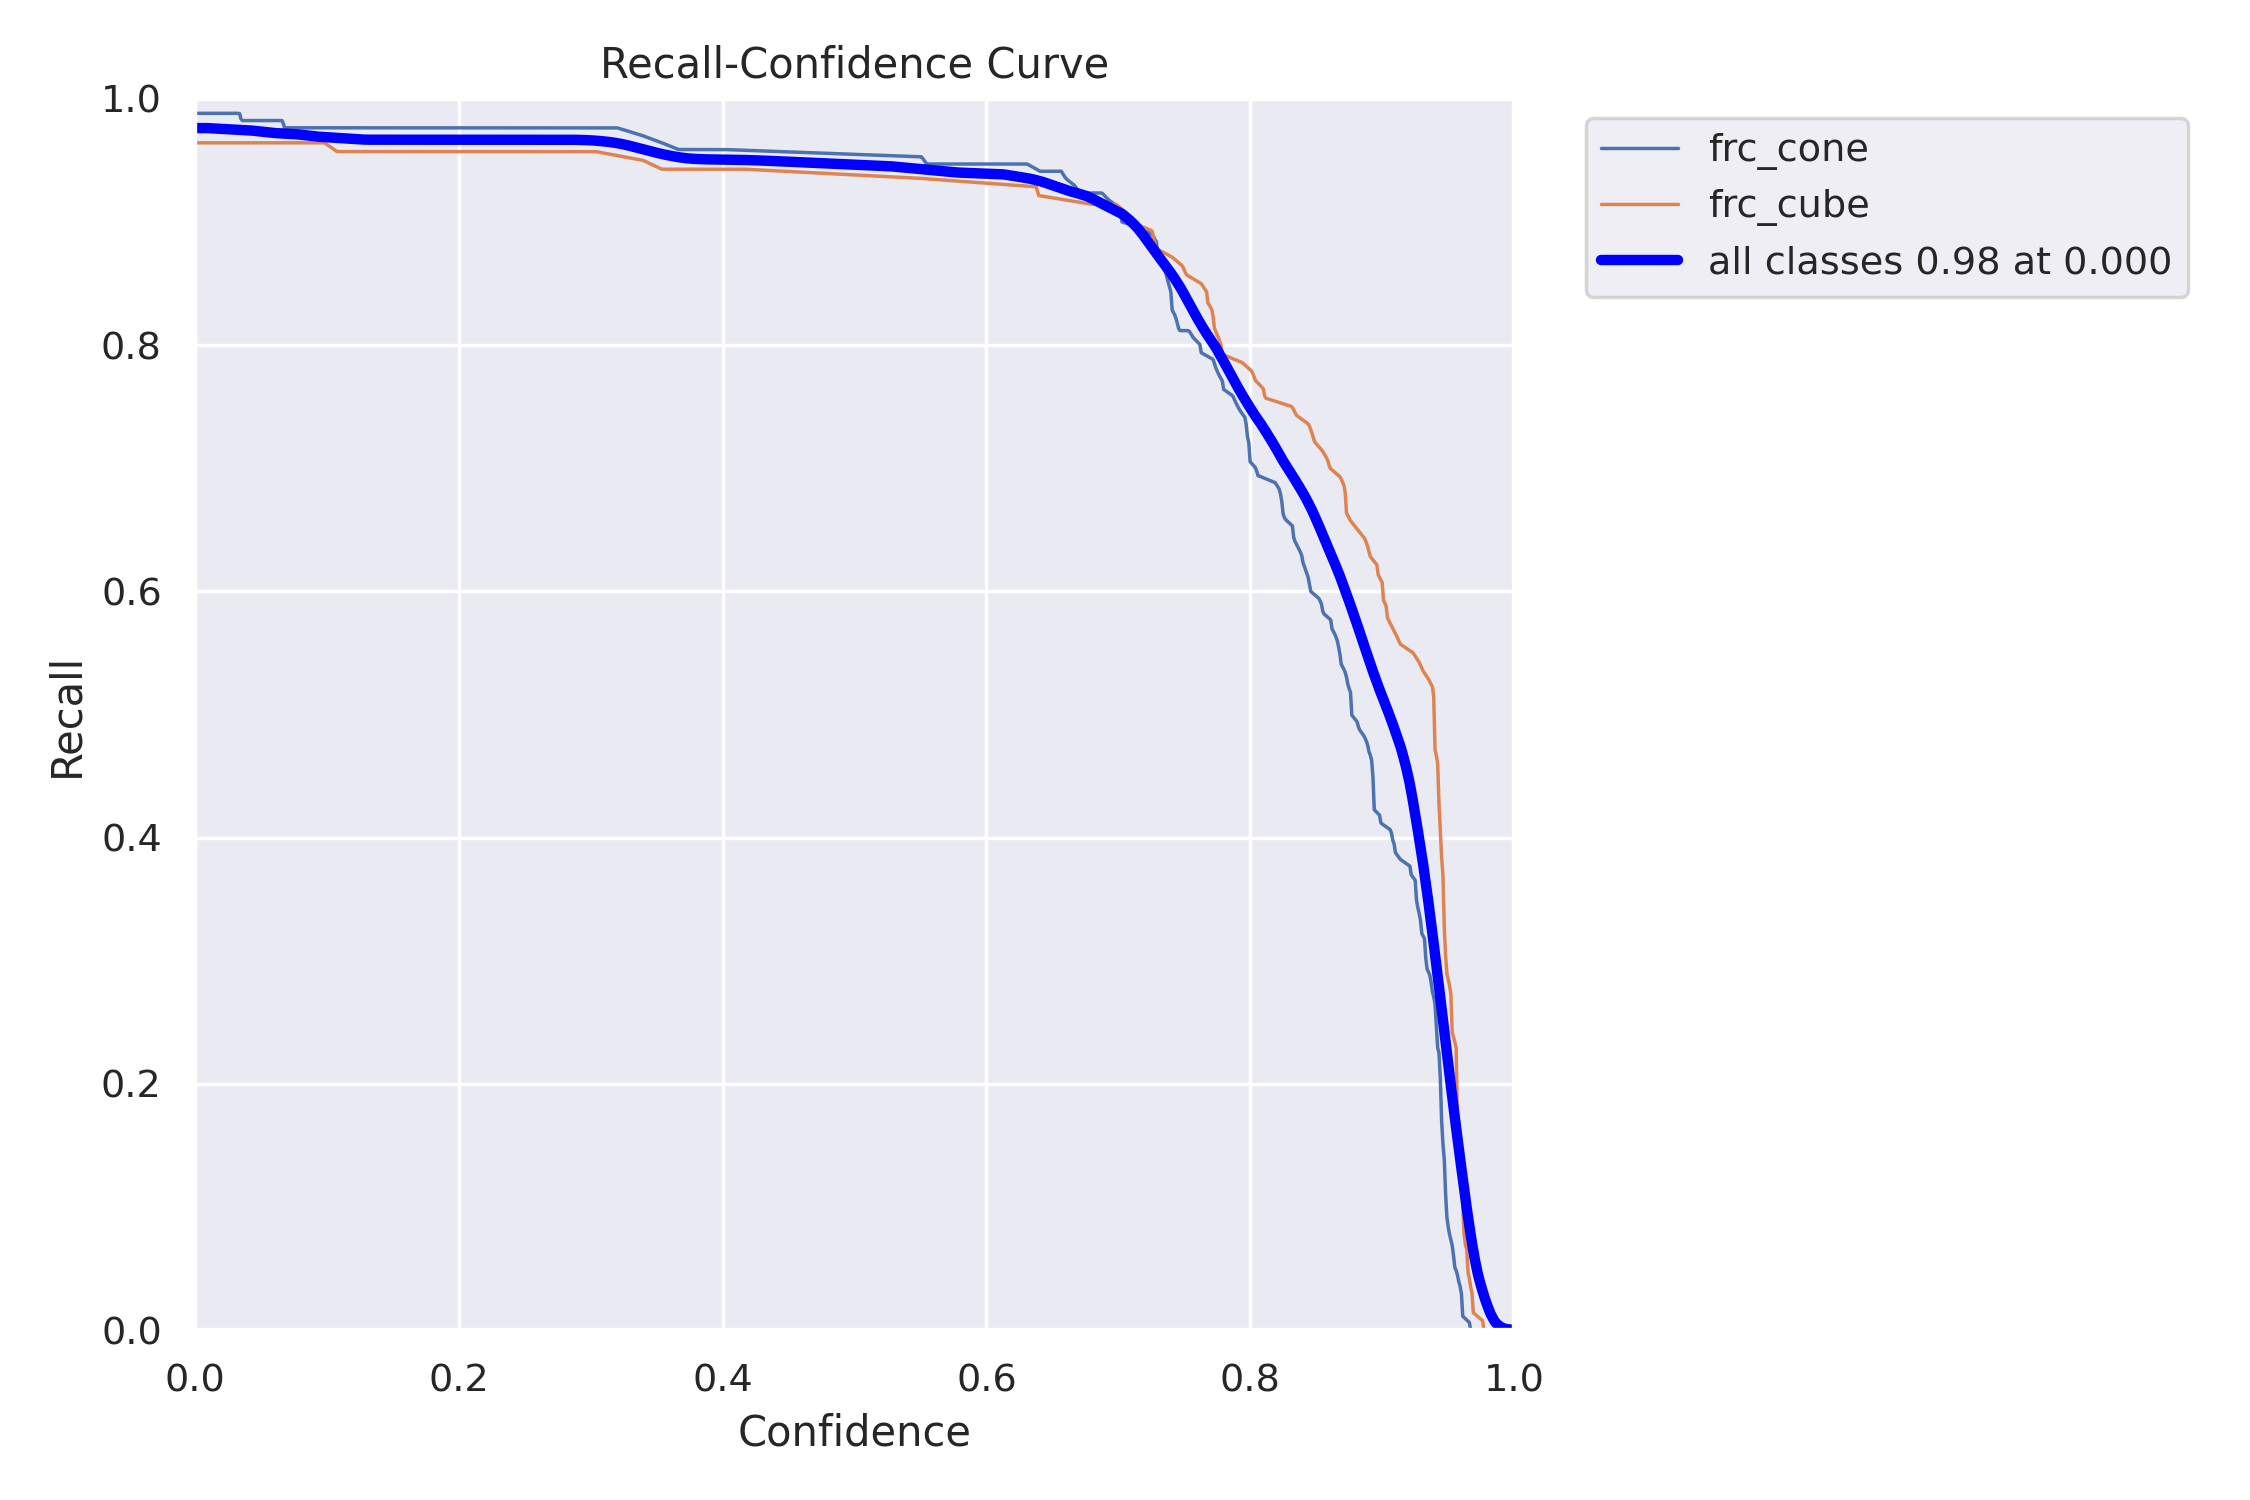 Recall-Confidence Curve
1.0
0.8
0.6
0.4
0.2
0.0
Recall
0.0 0.2 0.4 0.6 0.8 1.0
Confidence
frc_cone
frc_cube
all classes 0.98 at 0.000